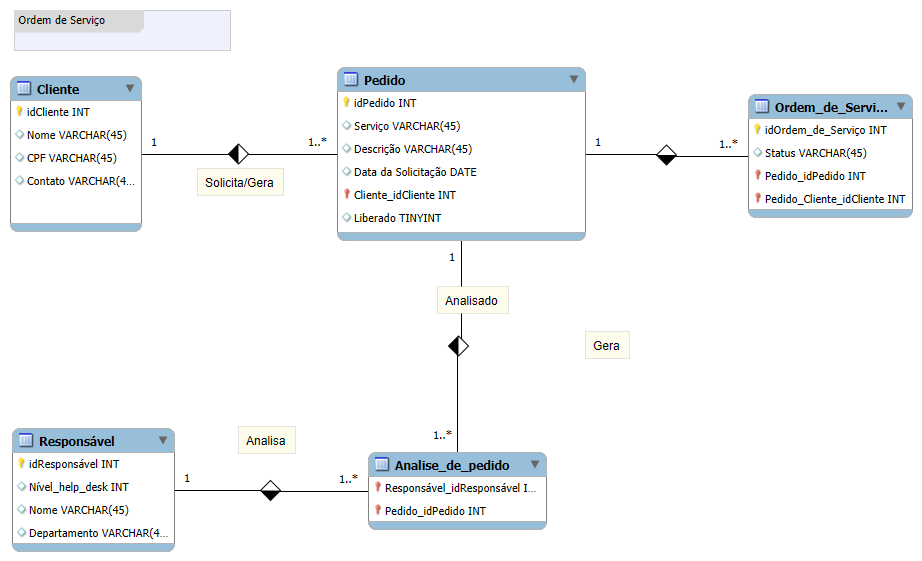 Ordem de Serviço
Cliente
idCliente INT
Nome VARCHAR(45)
CPF VARCHAR(45)
Contato VARCHAR(4...
1
1..*
Solicita/Gera
Pedido
idPedido INT
Serviço VARCHAR(45)
Descrição VARCHAR(45)
Data da Solicitação DATE
Cliente_idCliente INT
Liberado TINYINT
1
1..*
Ordem_de_Servi...
idOrdem_de_Serviço INT
Status VARCHAR(45)
Pedido_idPedido INT
Pedido_Cliente_idCliente INT
1
Analisado
Gera
1..*
Responsável
idResponsável INT
Nível_help_desk INT
Nome VARCHAR(45)
Departamento VARCHAR(4...
Analisa
1
1..*
Analise_de_pedido
Responsável_idResponsável I...
Pedido_idPedido INT